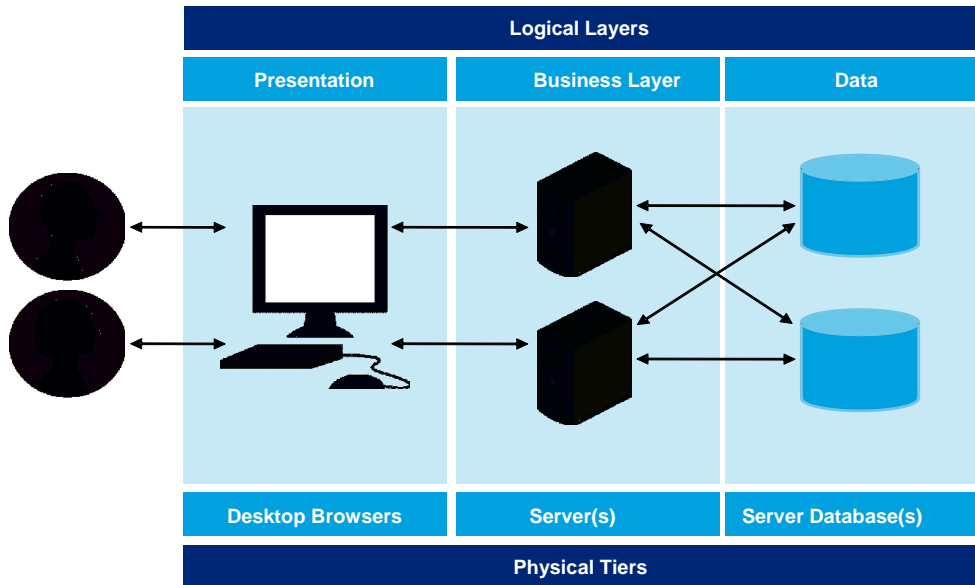 Logical Layers
Presentation
Business Layer
Data
Desktop Browsers
Server(s)
Server Database(s)
Physical Tiers